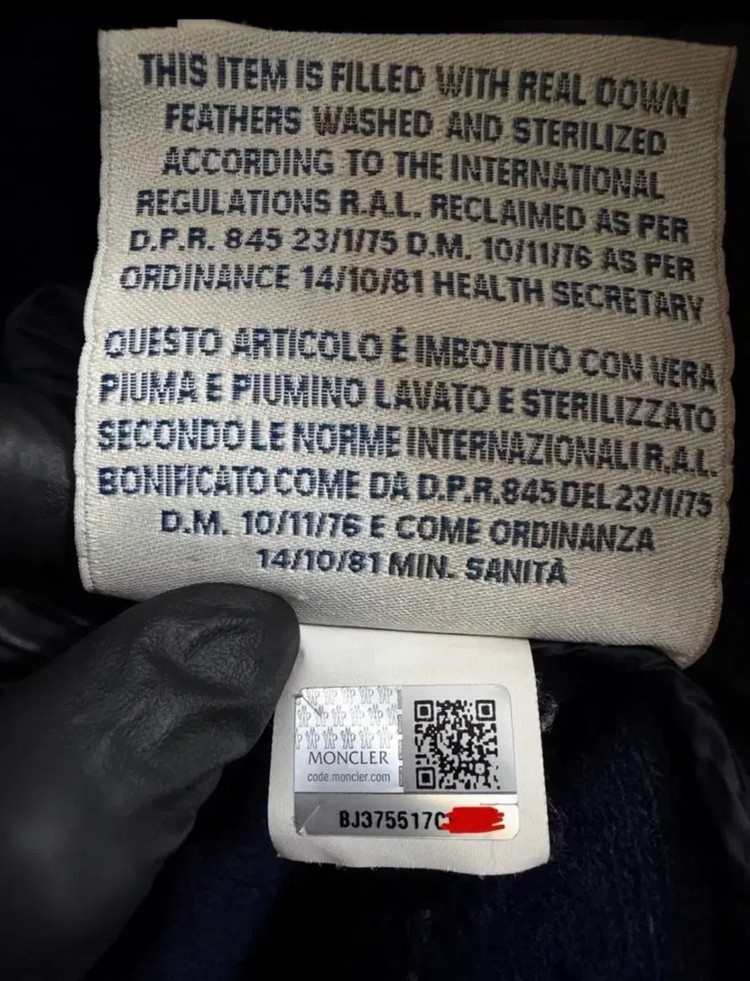 THIS ITEM IS FILLED WITH REAL DOWN
FEATHERS WASHED AND STERILIZED
ACCORDING TO THE INTERNATIONAL
REGULATIONS R.A.L. RECLAIMED AS PER
D.P.R. 845 23/1/75 D.M. 10/11/76 AS PER
ORDINANCE 14/10/81 HEALTH SECRETARY
QUESTO ARTICOLO È IMBOTTITO CON VERA
PIUMA E PIUMINO LAVATO E STERILIZZATO
SECONDO LE NORME INTERNAZIONALI R.A.L.
BONIFICATO COME DA D.P.R. 845 DEL 23/1/75
D.M. 10/11/76 E COME ORDINANZA
14/10/81 MIN. SANITÀ
MONCLER
code.moncler.com
BJ375517C